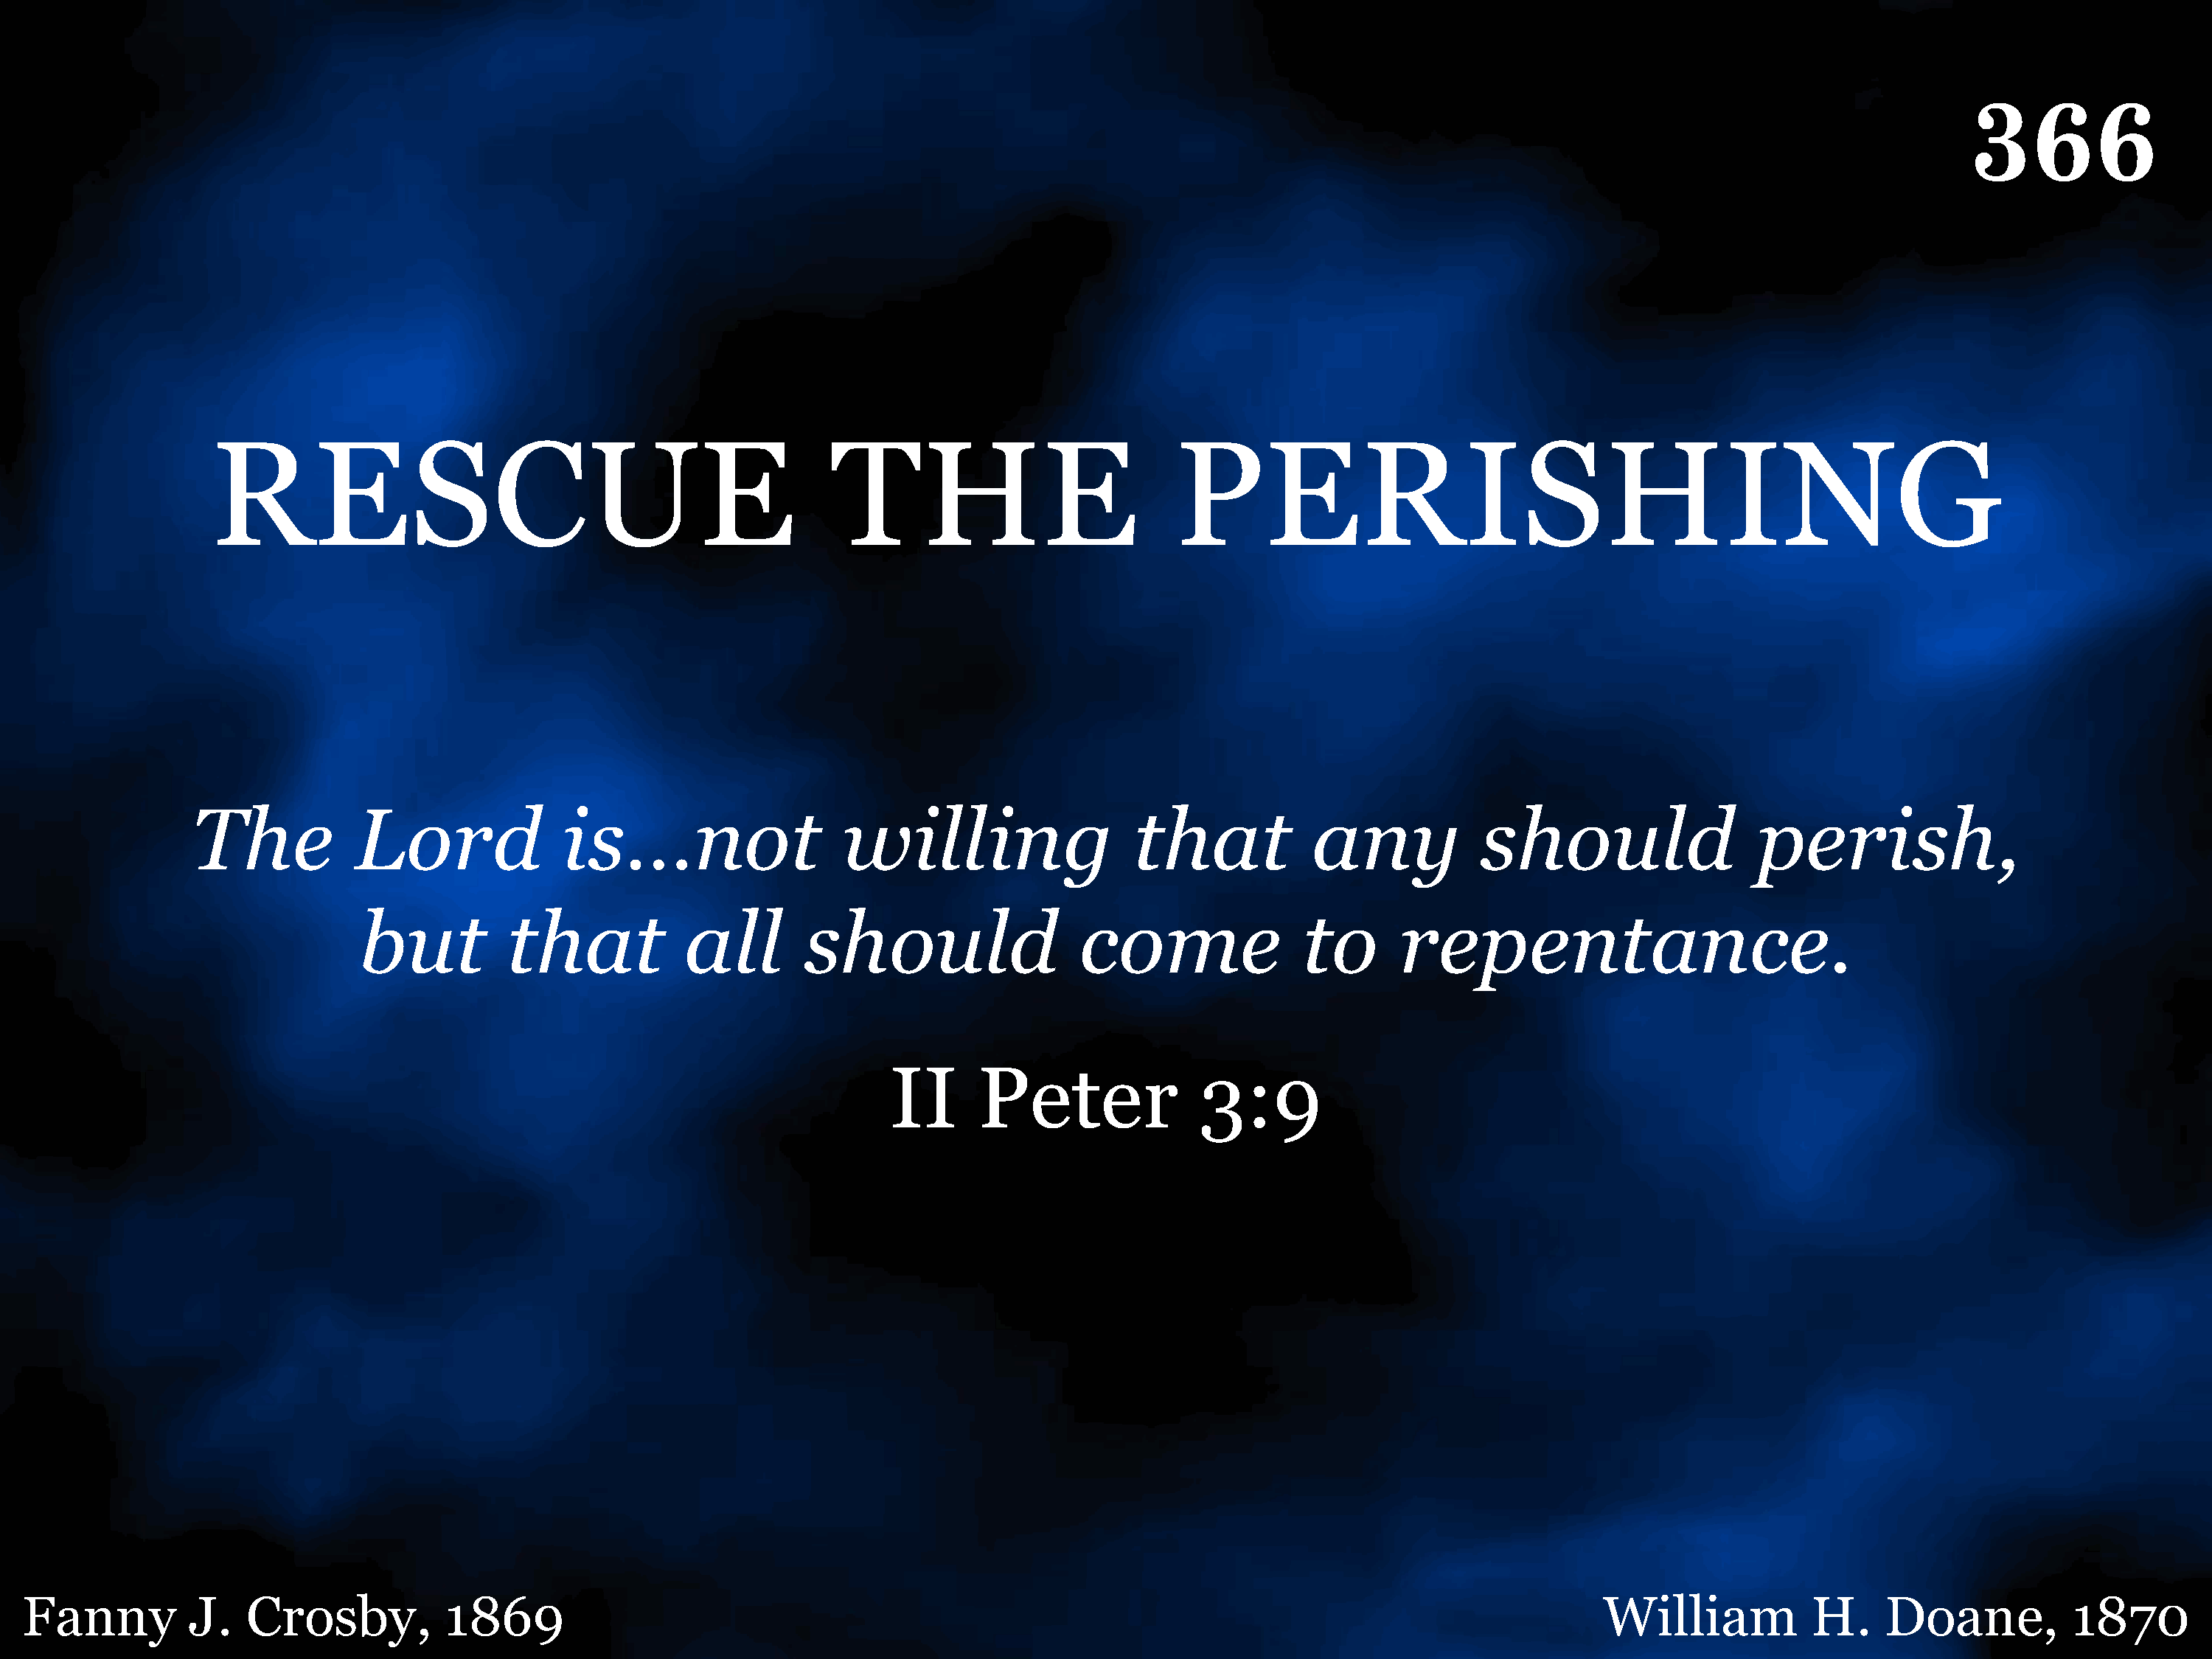 366
RESCUE THE PERISHING
The Lord is...not willing that any should perish,
but that all should come to repentance.
II Peter 3:9
Fanny J. Crosby, 1869
William H. Doane, 1870